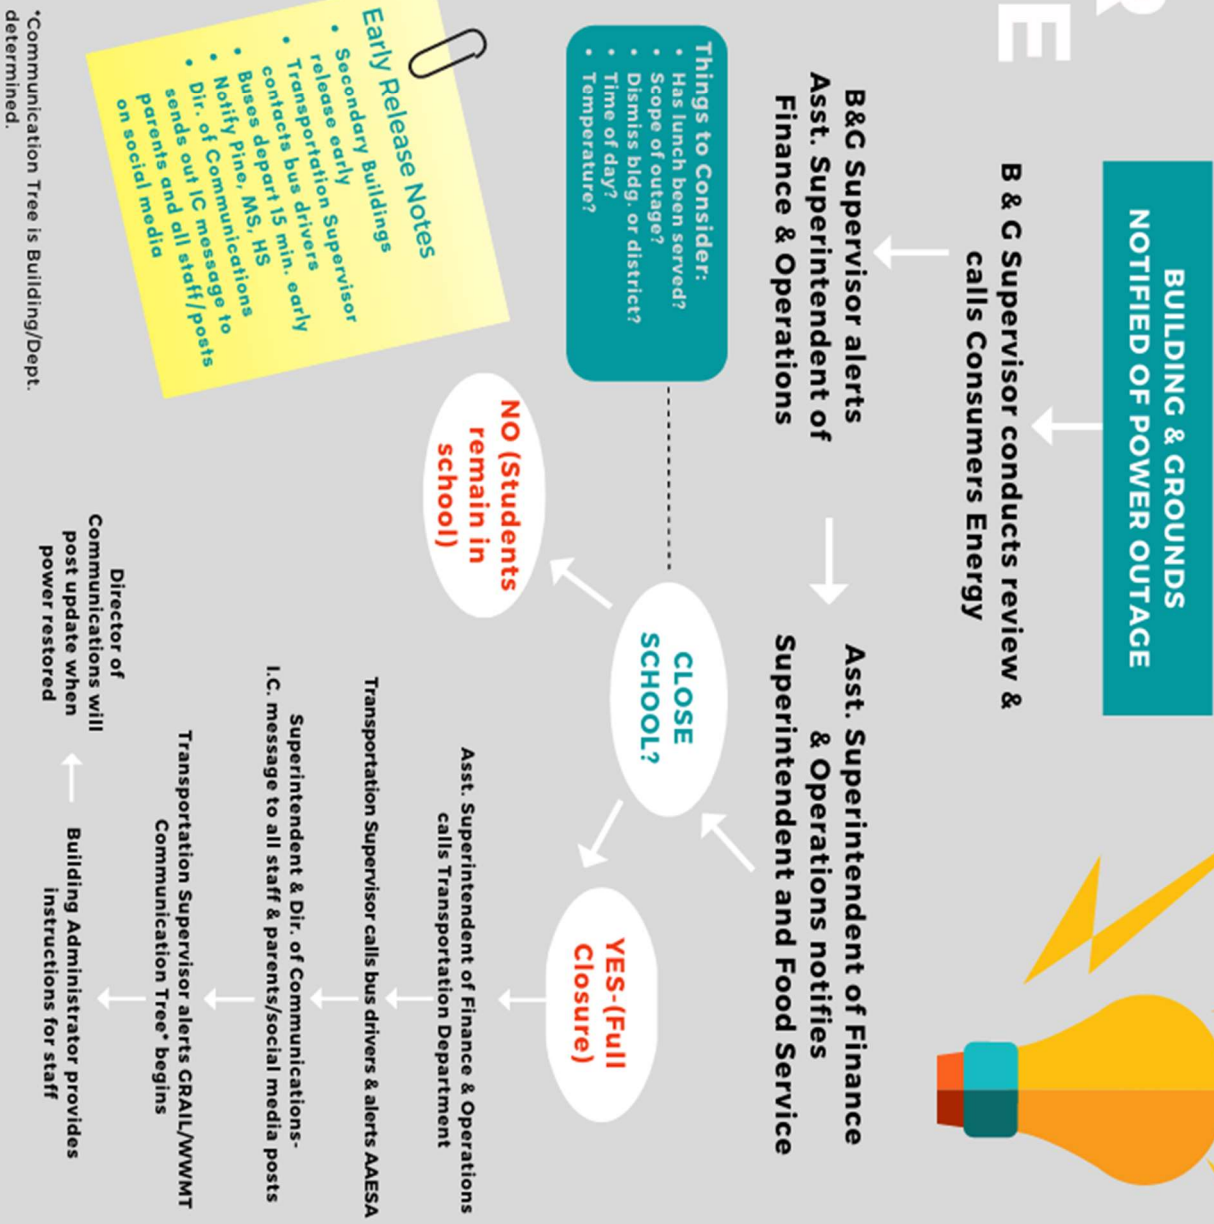 R
E
BUILDING & GROUNDS
NOTIFIED OF POWER OUTAGE
B & G Supervisor conducts review &
calls Consumers Energy
B&G Supervisor alerts
Asst. Superintendent of
Finance & Operations
Asst. Superintendent of Finance
& Operations notifies
Superintendent and Food Service
Things to Consider:
• Has lunch been served?
• Scope of outage?
• Dismiss bldg. or district?
• Time of day?
• Temperature?
CLOSE
SCHOOL?
NO (Students
remain in
school)
YES-(Full
Closure)
Early Release Notes
• Secondary Buildings
release early
• Transportation Supervisor
contacts bus drivers
• Buses depart 15 min. early
• Notify Pine, MS, HS
• Dir. of Communications
sends out IC message to
parents and all staff/posts
on social media
Asst. Superintendent of Finance & Operations
calls Transportation Department
Transportation Supervisor calls bus drivers & alerts AAESA
Superintendent & Dir. of Communications-
I.C. message to all staff & parents/social media posts
Transportation Supervisor alerts GRAIL/WWMT
Communication Tree* begins
Building Administrator provides
instructions for staff
Director of
Communications will
post update when
power restored
*Communication Tree is Building/Dept.
determined.